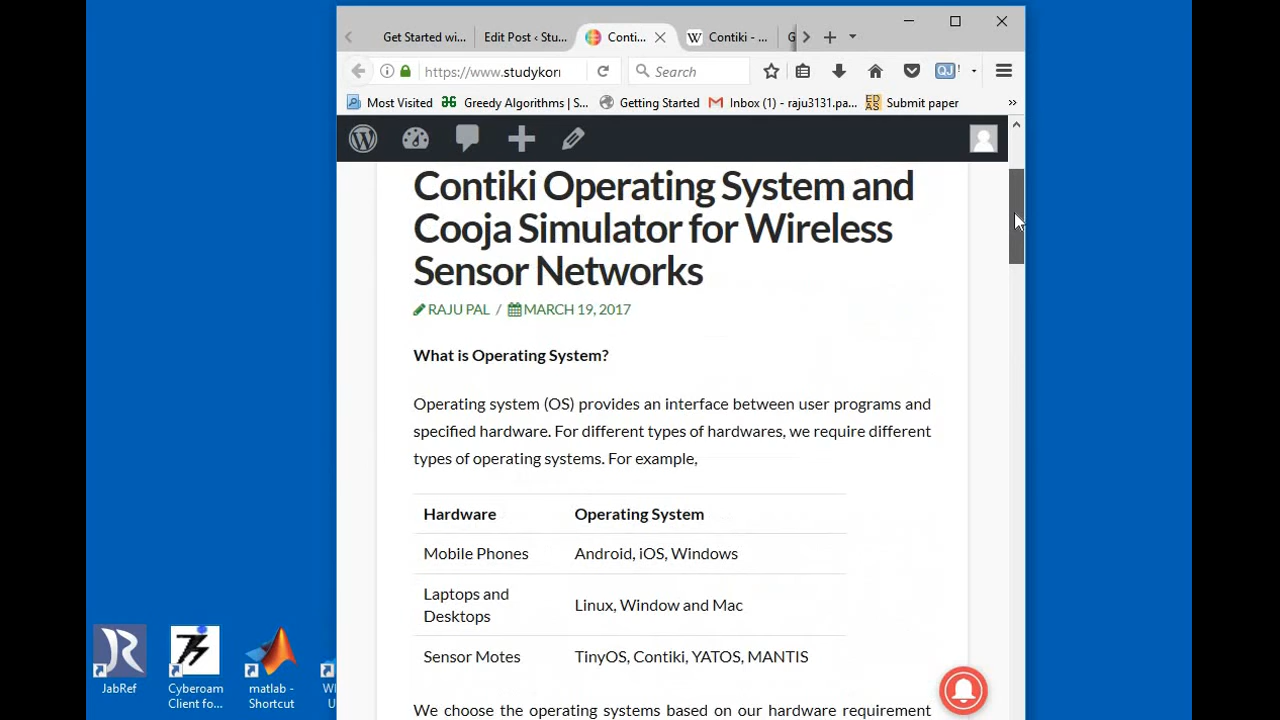 Get Started wi...
Edit Post ‹ Stu...
Conti...
W Contiki - ...
G
https://www.studykor
Search
QJ !
Most Visited
Greedy Algorithms | S...
Getting Started
Inbox (1) - raju3131.pa...
EDAS Submit paper
»
Contiki Operating System and
Cooja Simulator for Wireless
Sensor Networks
RAJU PAL / MARCH 19, 2017
What is Operating System?
Operating system (OS) provides an interface between user programs and
specified hardware. For different types of hardwares, we require different
types of operating systems. For example,
Hardware Operating System
Mobile Phones Android, iOS, Windows
Laptops and
Desktops
Linux, Window and Mac
Sensor Motes TinyOS, Contiki, YATOS, MANTIS
We choose the operating systems based on our hardware requirement
JabRef
Cyberoam
Client fo...
matlab -
Shortcut